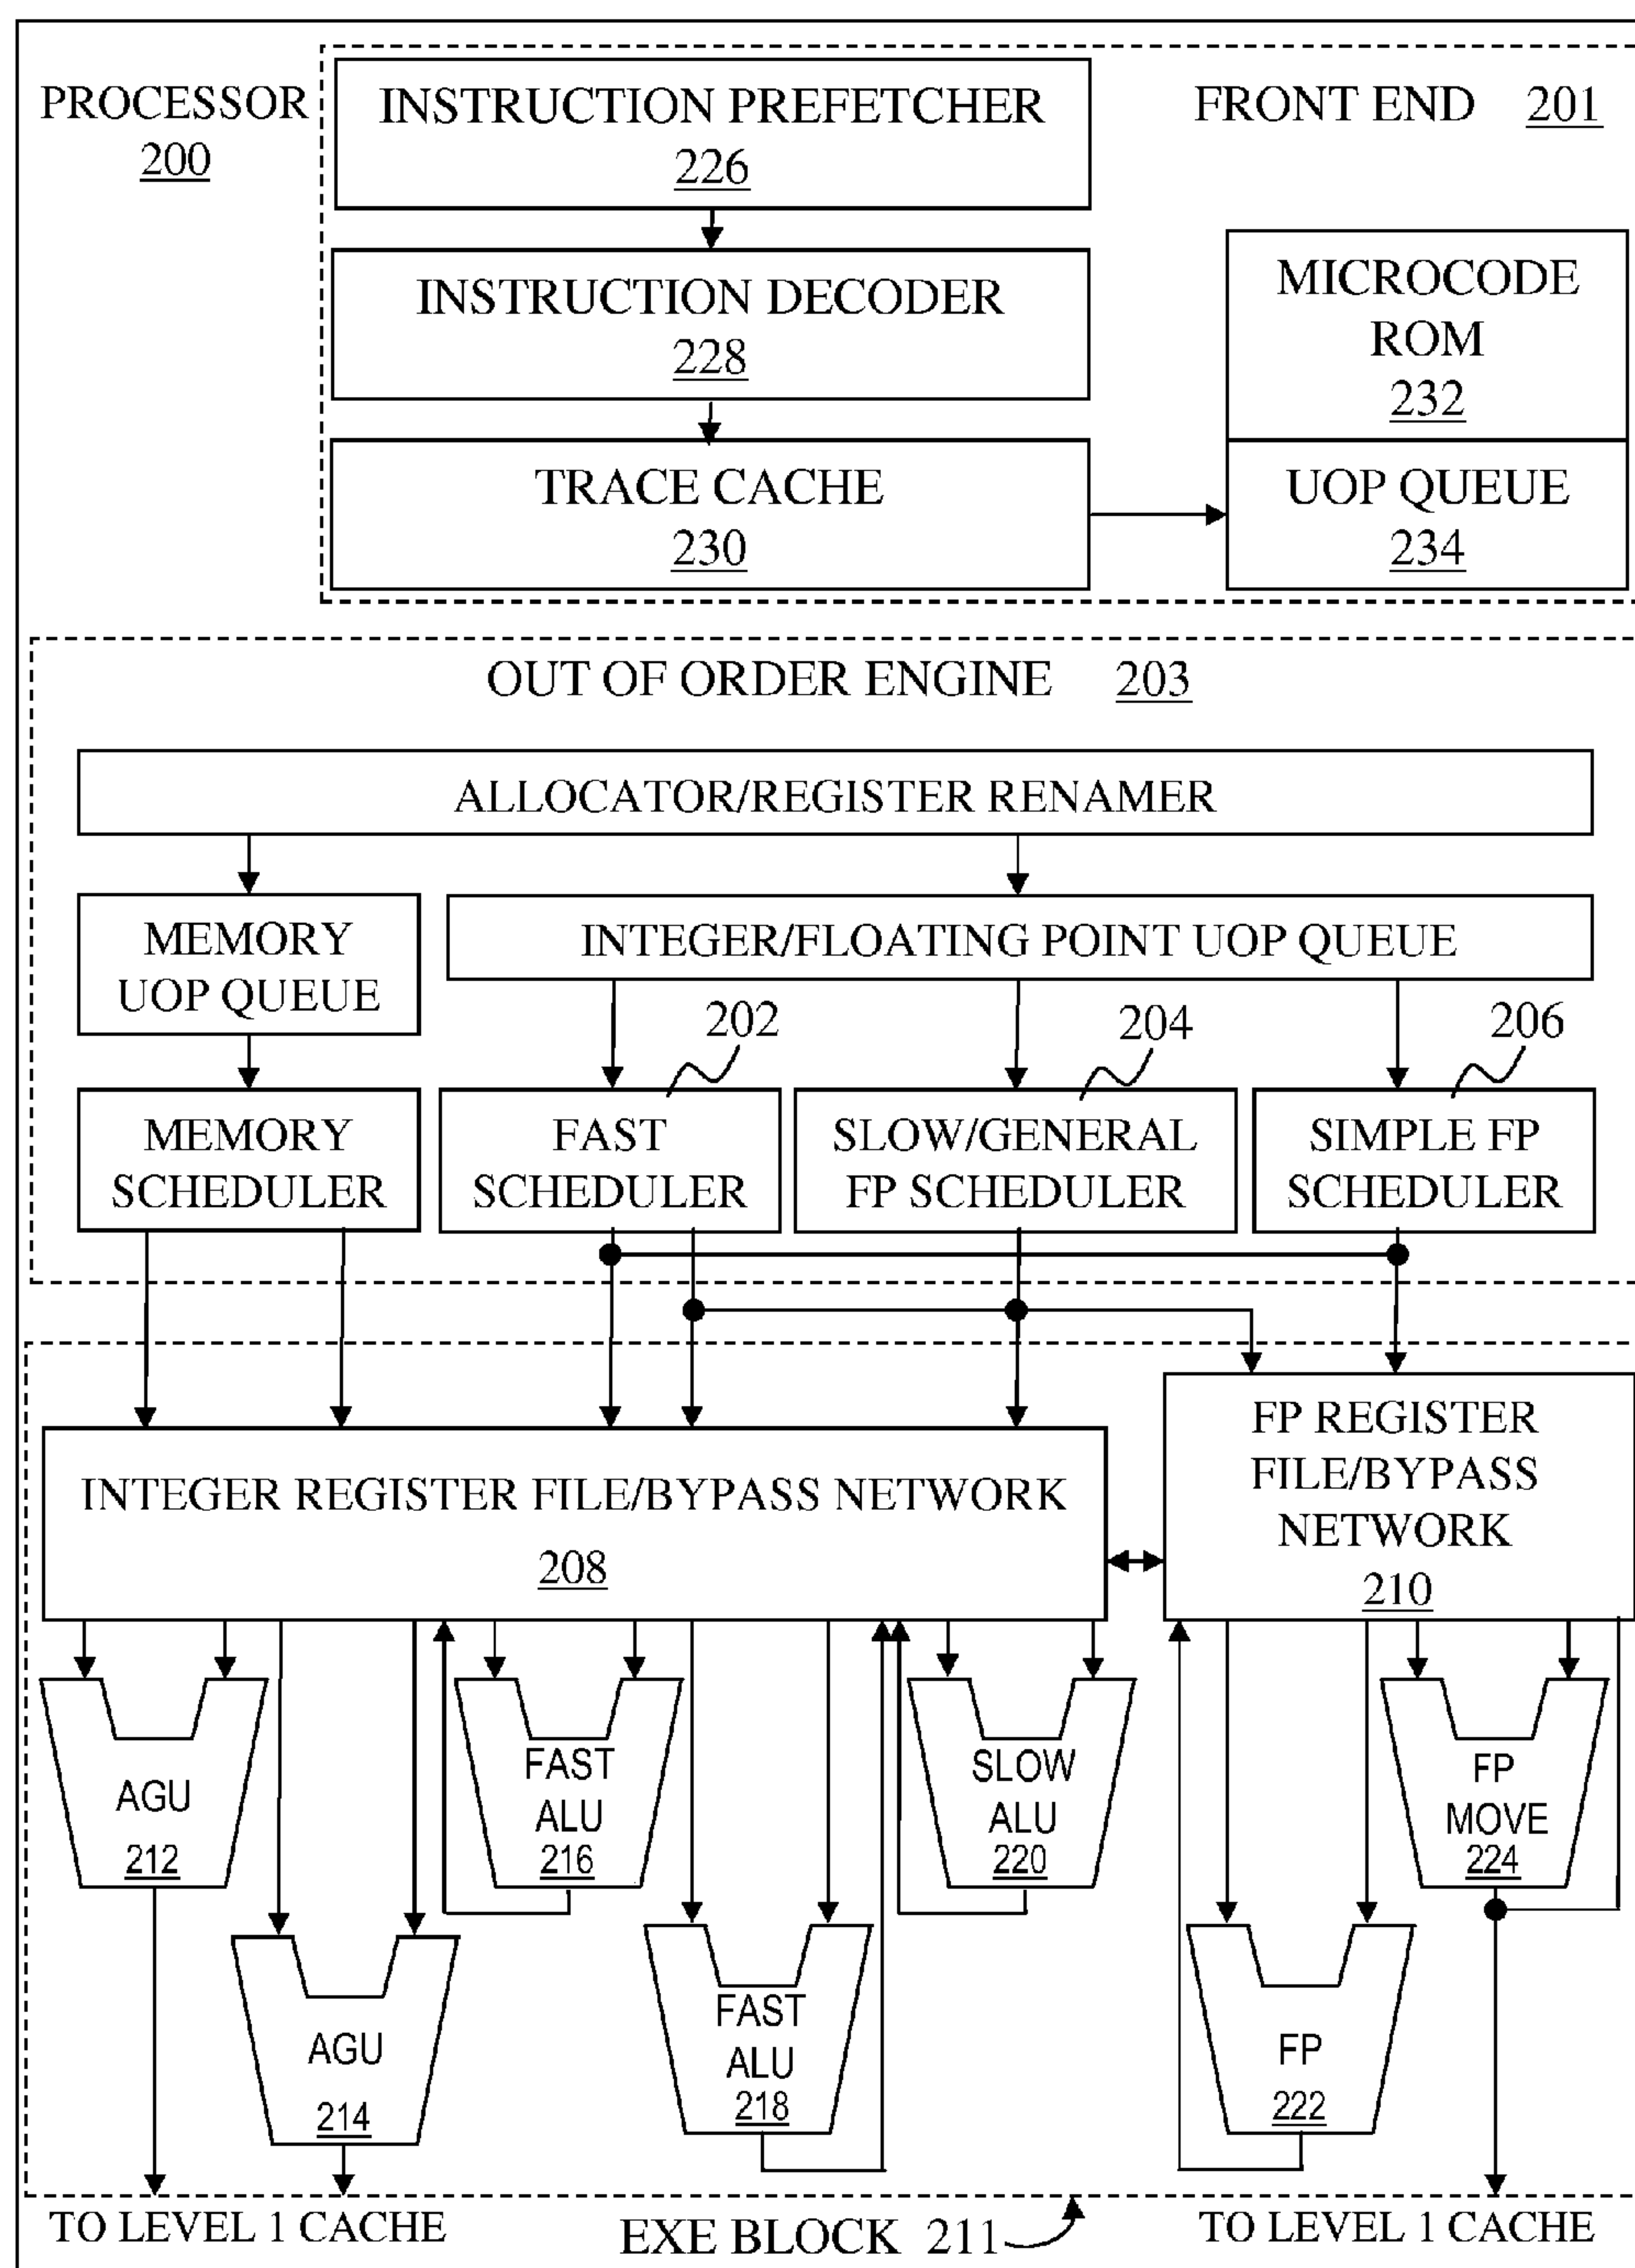 PROCESSOR
200
INSTRUCTION PREFETCHER
226
FRONT END 201
INSTRUCTION DECODER
228
MICROCODE
ROM
232
TRACE CACHE
230
UOP QUEUE
234
OUT OF ORDER ENGINE 203
ALLOCATOR/REGISTER RENAMER
MEMORY
UOP QUEUE
INTEGER/FLOATING POINT UOP QUEUE
202
204
206
MEMORY
SCHEDULER
FAST
SCHEDULER
SLOW/GENERAL
FP SCHEDULER
SIMPLE FP
SCHEDULER
INTEGER REGISTER FILE/BYPASS NETWORK
208
FP REGISTER
FILE/BYPASS
NETWORK
210
AGU
212
FAST
ALU
216
SLOW
ALU
220
FP
MOVE
224
AGU
214
FAST
ALU
218
FP
222
TO LEVEL 1 CACHE
EXE BLOCK 211
TO LEVEL 1 CACHE